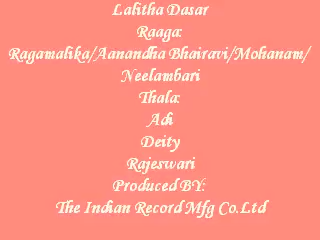 Lalitha Dasar
Raaga:
Ragamalika/Aanandha Bhairavi/Mohanam/
Neelambari
Thala:
Adi
Deity
Rajeswari
Produced BY:
The Indian Record Mfg Co.Ltd